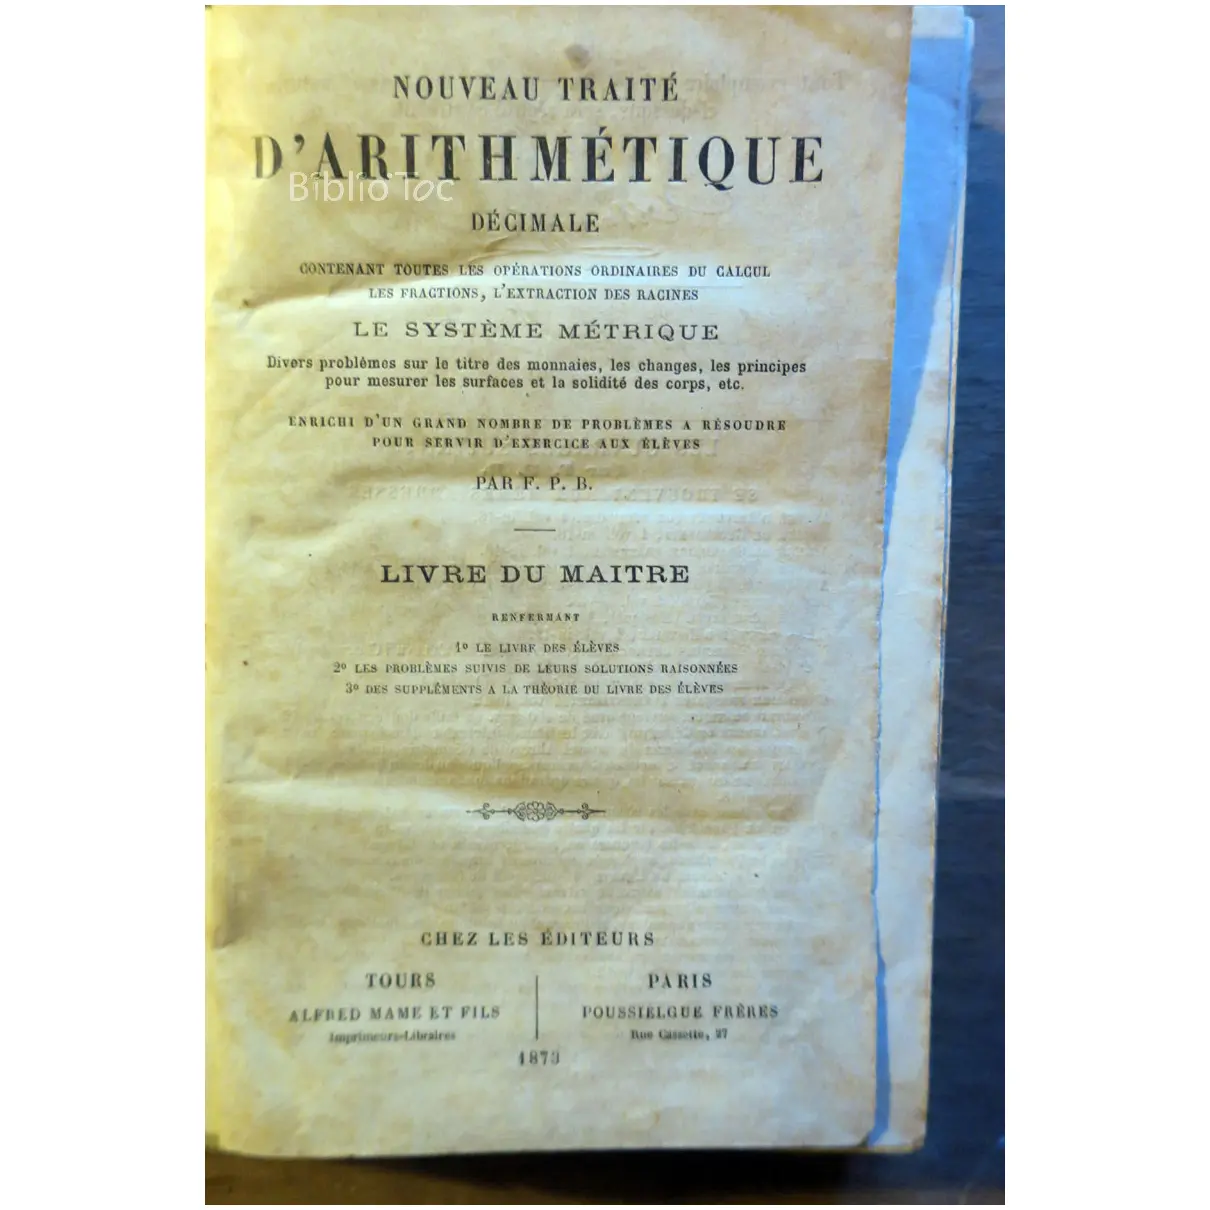 NOUVEAU TRAITÉ
D'ARITHMÉTIQUE
Biblio Toc
DÉCIMALE
CONTENANT TOUTES LES OPÉRATIONS ORDINAIRES DU CALCUL
LES FRACTIONS, L'EXTRACTION DES RACINES
LE SYSTÈME MÉTRIQUE
Divers problèmes sur le titre des monnaies, les changes, les principes
pour mesurer les surfaces et la solidité des corps, etc.
ENRICHI D'UN GRAND NOMBRE DE PROBLÈMES A RÉSOUDRE
POUR SERVIR D'EXERCICE AUX ÉLÈVES
PAR F. P. B.
LIVRE DU MAITRE
RENFERMANT
1º LE LIVRE DES ÉLÈVES
2º LES PROBLÈMES SUIVIS DE LEURS SOLUTIONS RAISONNÉES
3º DES SUPPLÉMENTS A LA THÉORIE DU LIVRE DES ÉLÈVES
CHEZ LES ÉDITEURS
TOURS
ALFRED MAME ET FILS
Imprimeurs-Libraires
PARIS
POUSSIELGUE FRÈRES
Rue Cassette, 27
1873